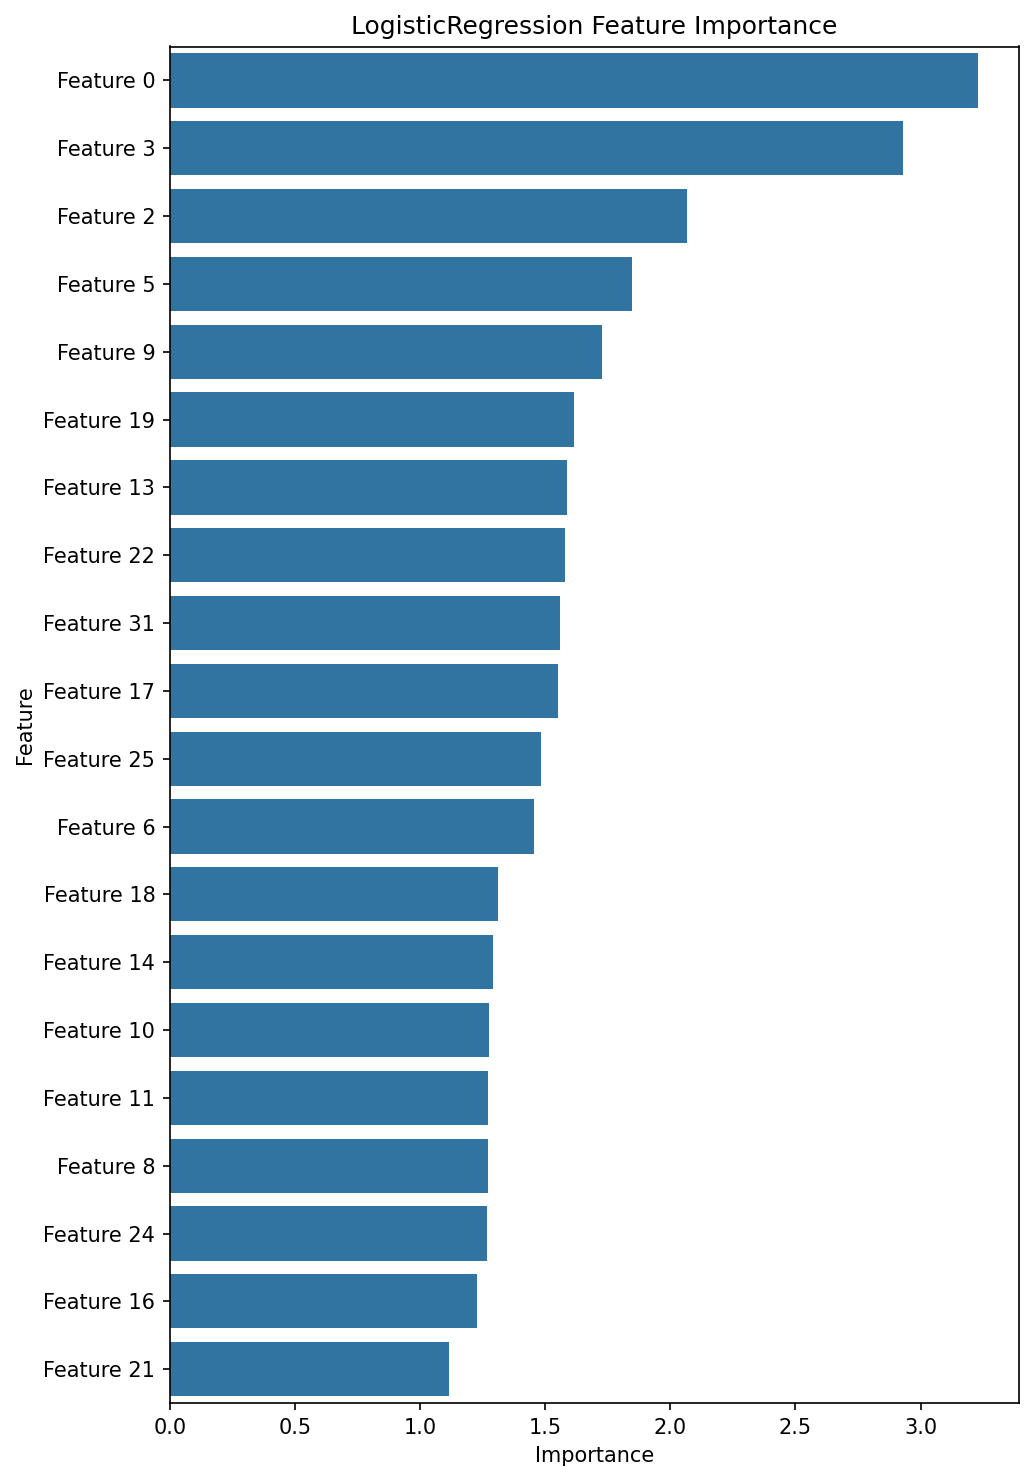 LogisticRegression Feature Importance
Feature
Feature 0
Feature 3
Feature 2
Feature 5
Feature 9
Feature 19
Feature 13
Feature 22
Feature 31
Feature 17
Feature 25
Feature 6
Feature 18
Feature 14
Feature 10
Feature 11
Feature 8
Feature 24
Feature 16
Feature 21
0.0 0.5 1.0 1.5 2.0 2.5 3.0
Importance